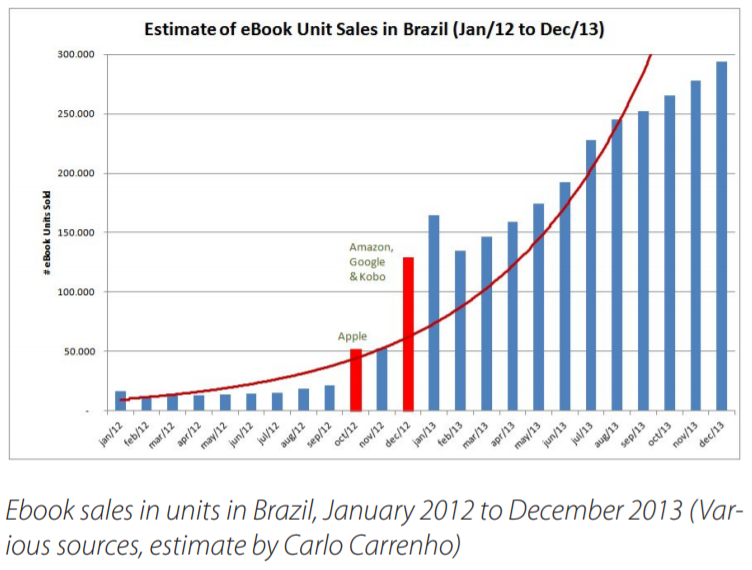 Estimate of eBook Unit Sales in Brazil (Jan/12 to Dec/13)
# eBook Units Sold
300.000
250.000
200.000
150.000
100.000
50.000
-
Amazon,
Google
& Kobo
Apple
jan/12
feb/12
mar/12
apr/12
may/12
jun/12
jul/12
aug/12
sep/12
oct/12
nov/12
dec/12
jan/13
feb/13
mar/13
apr/13
may/13
jun/13
jul/13
aug/13
sep/13
oct/13
nov/13
dec/13
Ebook sales in units in Brazil, January 2012 to December 2013 (Var-
ious sources, estimate by Carlo Carrenho)